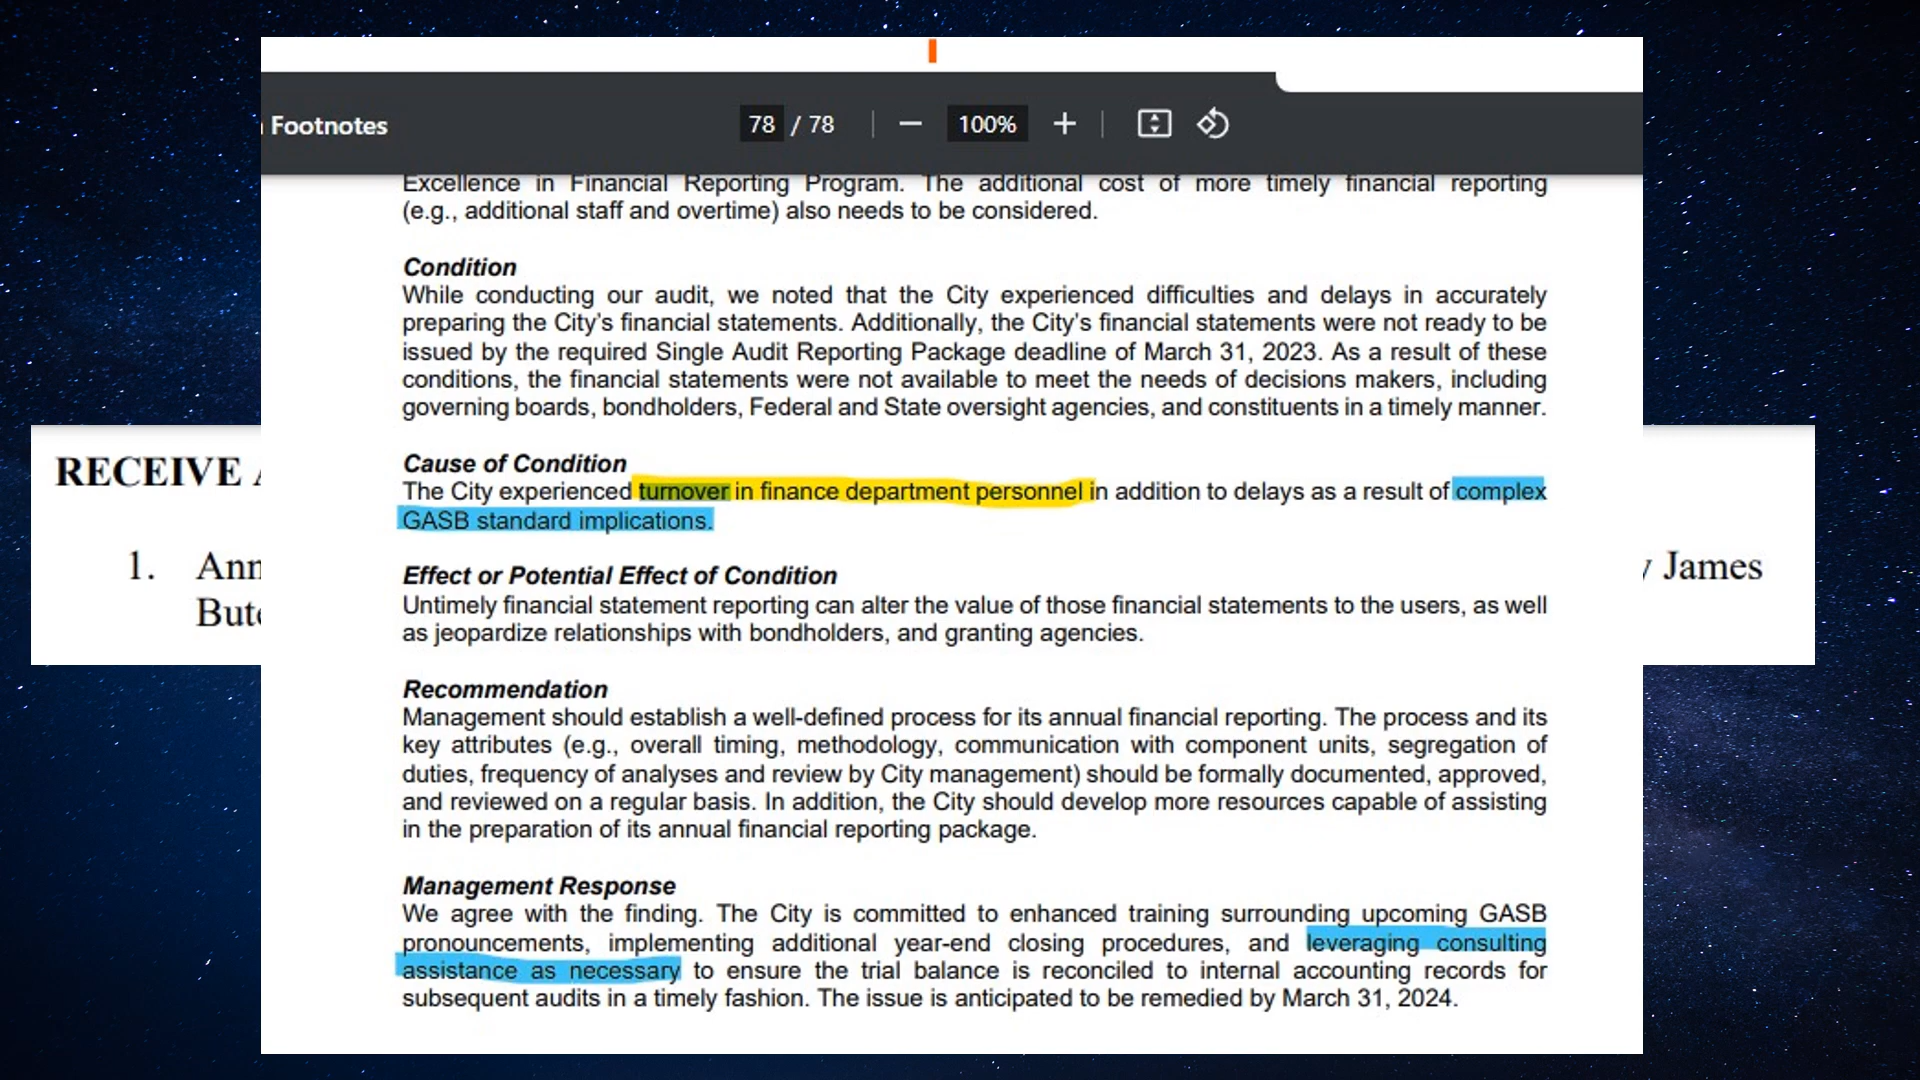 Footnotes
78 / 78
100%
Excellence in Financial Reporting Program. The additional cost of more timely financial reporting
(e.g., additional staff and overtime) also needs to be considered.
Condition
While conducting our audit, we noted that the City experienced difficulties and delays in accurately
preparing the City's financial statements. Additionally, the City's financial statements were not ready to be
issued by the required Single Audit Reporting Package deadline of March 31, 2023. As a result of these
conditions, the financial statements were not available to meet the needs of decisions makers, including
governing boards, bondholders, Federal and State oversight agencies, and constituents in a timely manner.
Cause of Condition
The City experienced turnover in finance department personnel in addition to delays as a result of complex
GASB standard implications.
Effect or Potential Effect of Condition
Untimely financial statement reporting can alter the value of those financial statements to the users, as well
as jeopardize relationships with bondholders, and granting agencies.
Recommendation
Management should establish a well-defined process for its annual financial reporting. The process and its
key attributes (e.g., overall timing, methodology, communication with component units, segregation of
duties, frequency of analyses and review by City management) should be formally documented, approved,
and reviewed on a regular basis. In addition, the City should develop more resources capable of assisting
in the preparation of its annual financial reporting package.
Management Response
We agree with the finding. The City is committed to enhanced training surrounding upcoming GASB
pronouncements, implementing additional year-end closing procedures, and leveraging consulting
assistance as necessary to ensure the trial balance is reconciled to internal accounting records for
subsequent audits in a timely fashion. The issue is anticipated to be remedied by March 31, 2024.
RECEIVE
1. Ann
James
Bute